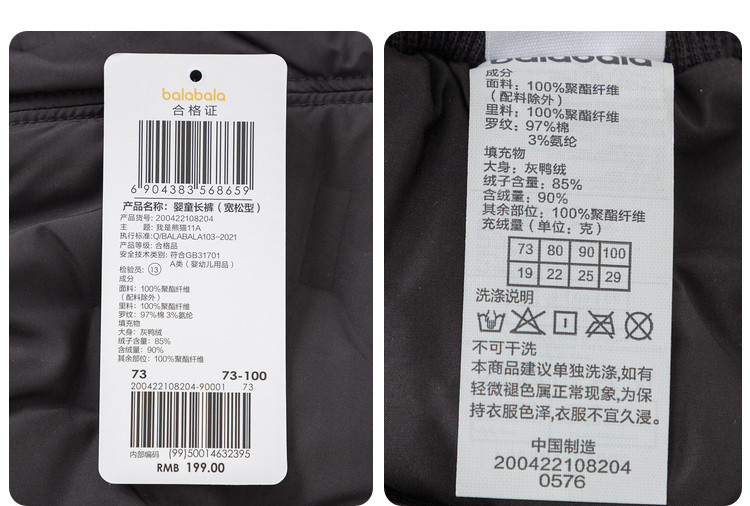 balabala
合格证
6 904383 568659
产品名称：婴童长裤（宽松型）
产品货号: 200422108204
主 题: 我是熊猫11A
执行标准: Q/BALABALA103-2021
产品等级: 合格品
安全技术类别: 符合GB31701
A类（婴幼儿用品）
检验员: 13
成分
面料: 100%聚酯纤维
（配料除外）
里料: 100%聚酯纤维
罗纹: 97%棉 3%氨纶
填充物
大身: 灰鸭绒
绒子含量: 85%
含绒量: 90%
其余部位: 100%聚酯纤维
73 73-100
200422108204-90001 73
内部编码 (99)50014632395
RMB 199.00
balabala
成分
面料: 100%聚酯纤维
（配料除外）
里料: 100%聚酯纤维
罗纹: 97%棉
3%氨纶
填充物
大身: 灰鸭绒
绒子含量: 85%
含绒量: 90%
其余部位: 100%聚酯纤维
充绒量（单位: 克）
73 80 90 100
19 22 25 29
洗涤说明
不可干洗
本商品建议单独洗涤,如有
轻微褪色属正常现象,为保
持衣服色泽,衣服不宜久浸。
中国制造
200422108204
0576